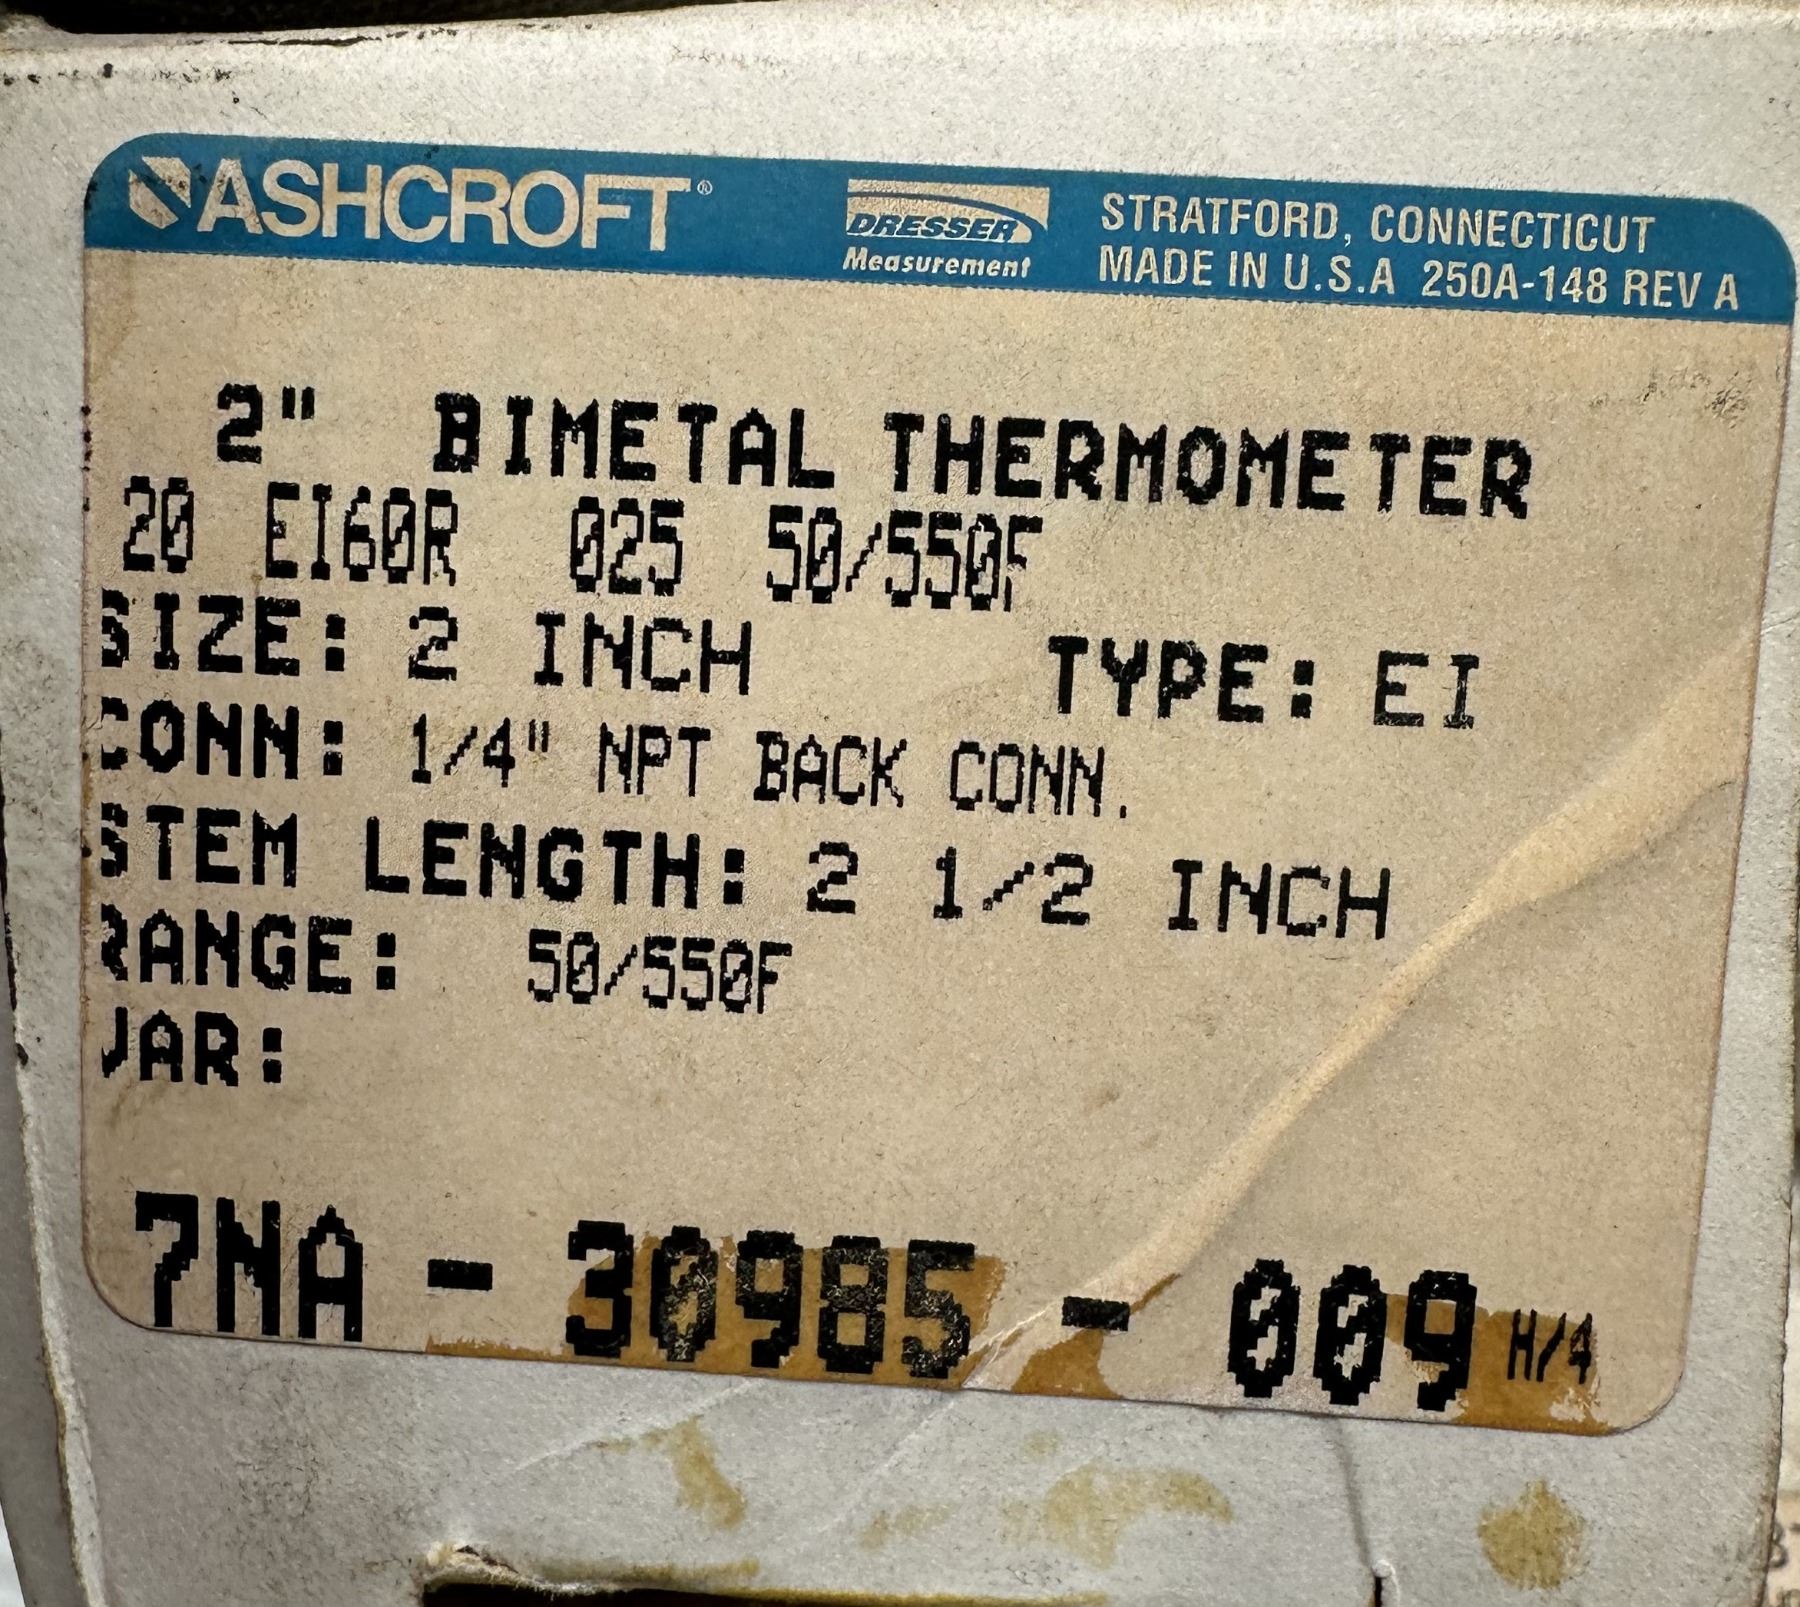 ASHCROFT®
DRESSER
Measurement
STRATFORD, CONNECTICUT
MADE IN U.S.A 250A-148 REV A
2" BIMETAL THERMOMETER
20 EI60R 025 50/550F
SIZE: 2 INCH TYPE: EI
CONN: 1/4" NPT BACK CONN.
STEM LENGTH: 2 1/2 INCH
RANGE: 50/550F
VAR:
7NA - 30985 - 009 H/4